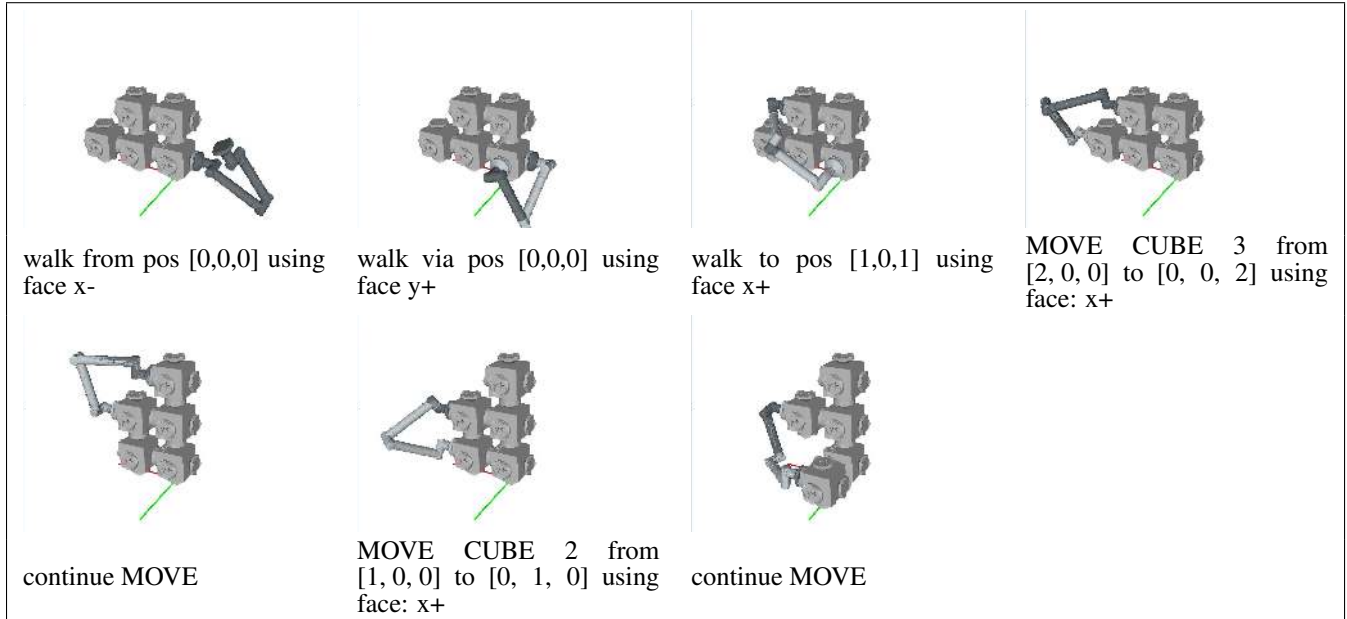 walk from pos [0,0,0] using
face x-
walk via pos [0,0,0] using
face y+
walk to pos [1,0,1] using
face x+
MOVE CUBE 3 from
[2, 0, 0] to [0, 0, 2] using
face: x+
continue MOVE
MOVE CUBE 2 from
[1, 0, 0] to [0, 1, 0] using
face: x+
continue MOVE